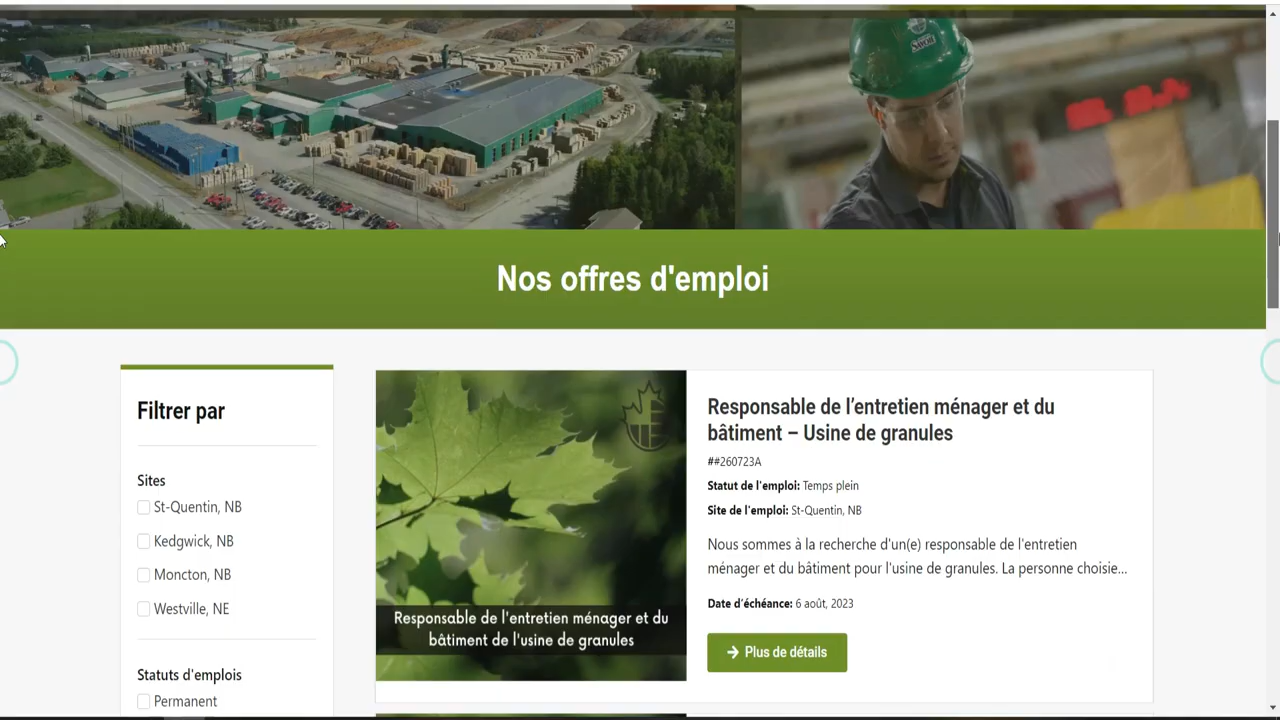 Savoie
Nos offres d'emploi
Filtrer par
Sites
St-Quentin, NB
Kedgwick, NB
Moncton, NB
Westville, NE
Statuts d'emplois
Permanent
Responsable de l'entretien ménager et du
bâtiment de l'usine de granules
Responsable de l’entretien ménager et du
bâtiment – Usine de granules
##260723A
Statut de l'emploi: Temps plein
Site de l'emploi: St-Quentin, NB
Nous sommes à la recherche d'un(e) responsable de l'entretien
ménager et du bâtiment pour l'usine de granules. La personne choisie...
Date d'échéance: 6 août, 2023
Plus de détails